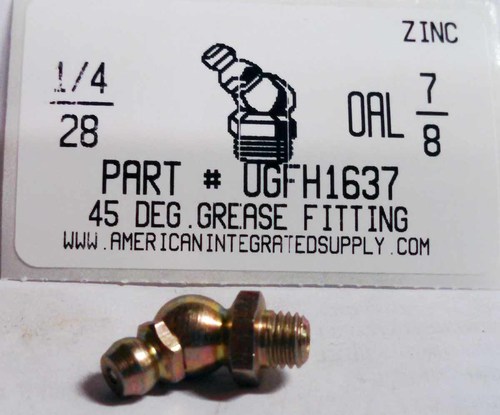 ZINC
1/4
28
OAL 7/8
PART # UGFH1637
45 DEG.GREASE FITTING
WWW.AMERICANINTEGRATEDSUPPLY.COM